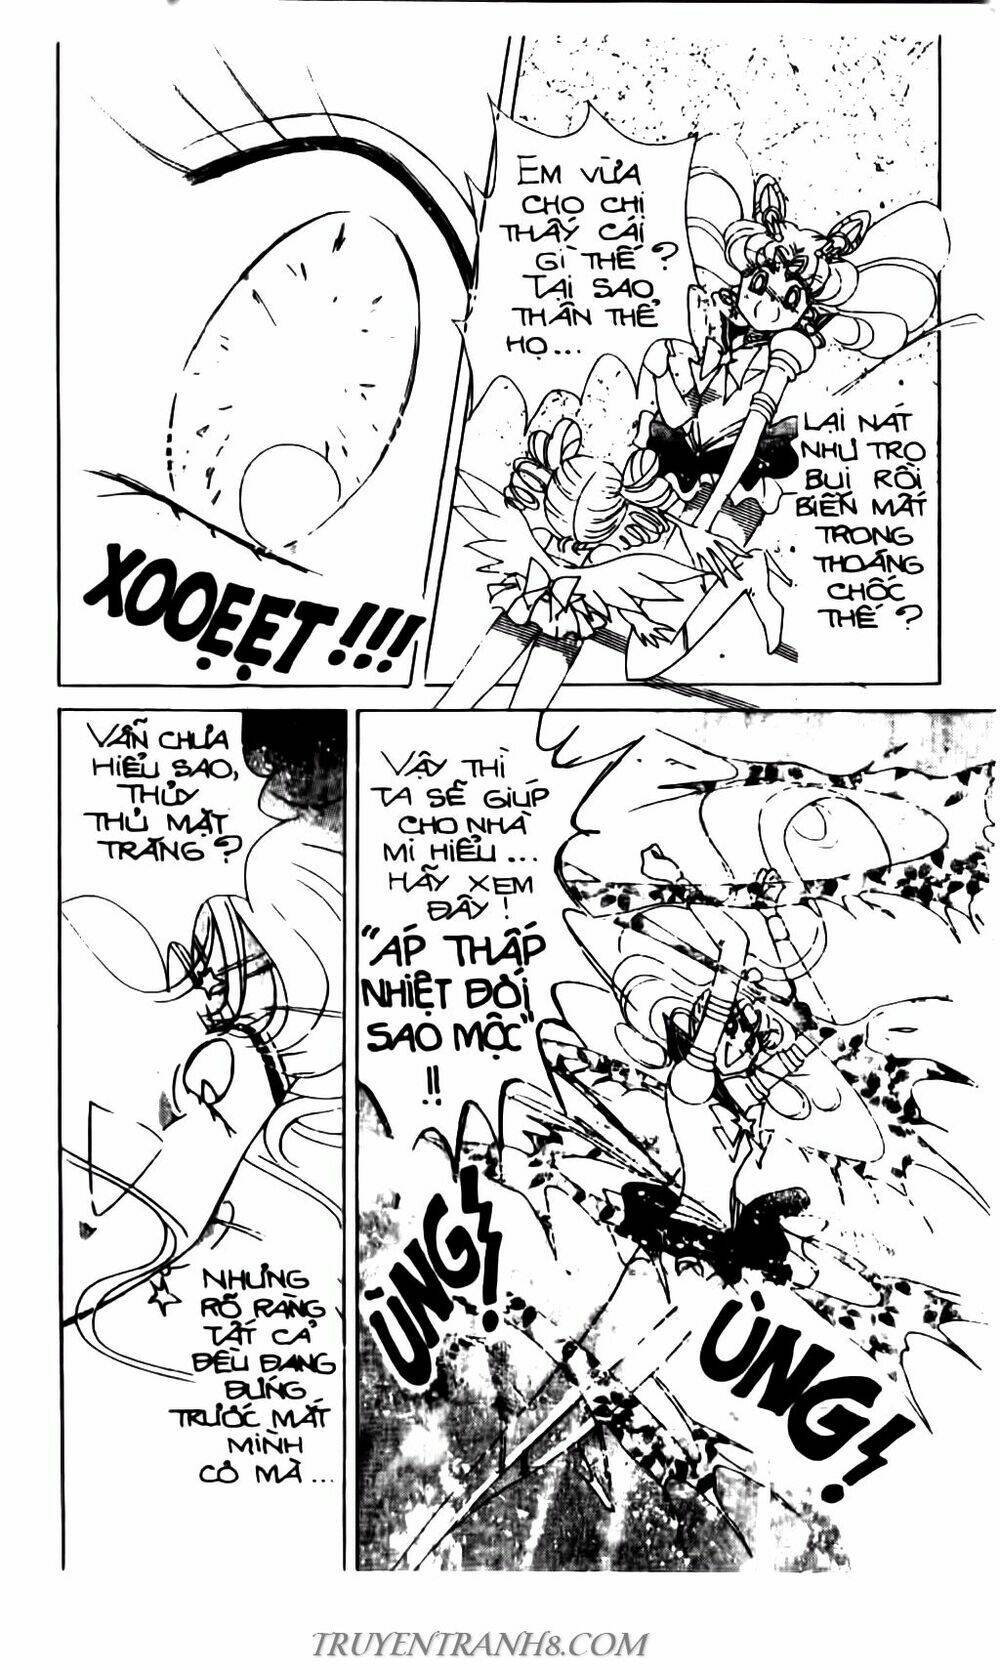 EM VỪA
CHO CHỊ
THẤY CÁI
GÌ THẾ?
TẠI SAO
THÂN THỂ
HỌ...
LẠI NÁT
NHƯ TRO
BỤI RỒI
BIẾN MẤT
TRONG
THOÁNG
CHỐC
THẾ?
XOOẸẸT!!!
VẪN CHƯA
HIỂU SAO,
THỦY
THỦ MẶT
TRĂNG?
NHƯNG
RÕ RÀNG
TẤT CẢ
ĐỀU ĐANG
ĐỨNG
TRƯỚC MẮT
MÌNH
CƠ MÀ...
VẬY THÌ
TA SẼ GIÚP
CHO NHÀ
MI HIỂU...
HÃY XEM
ĐÂY!
"ÁP THẤP
NHIỆT ĐỚI
SAO MỘC"
!!
ÙNG!
ÙNG!
TRUYENTRANH8.COM